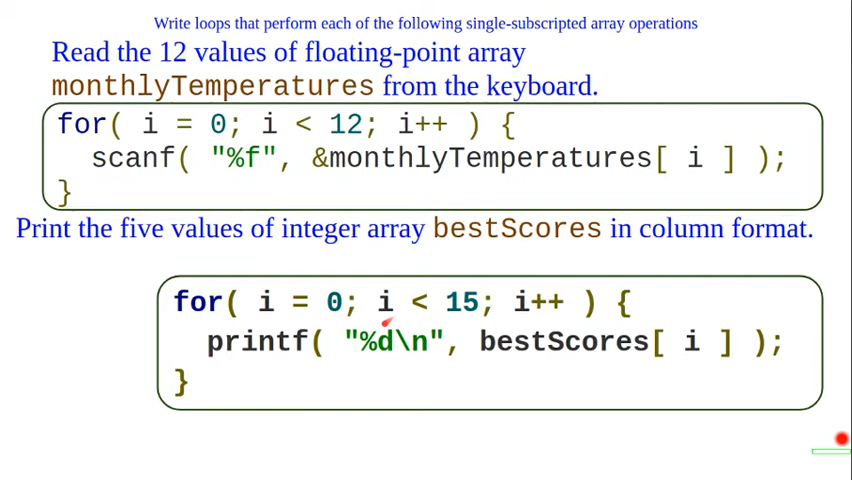 Write loops that perform each of the following single-subscripted array operations
Read the 12 values of floating-point array
monthlyTemperatures from the keyboard.
for( i = 0; i < 12; i++ ) {
scanf( "%f", &monthlyTemperatures[ i ] );
}
Print the five values of integer array bestScores in column format.
for( i = 0; i < 15; i++ ) {
printf( "%d\n", bestScores[ i ] );
}